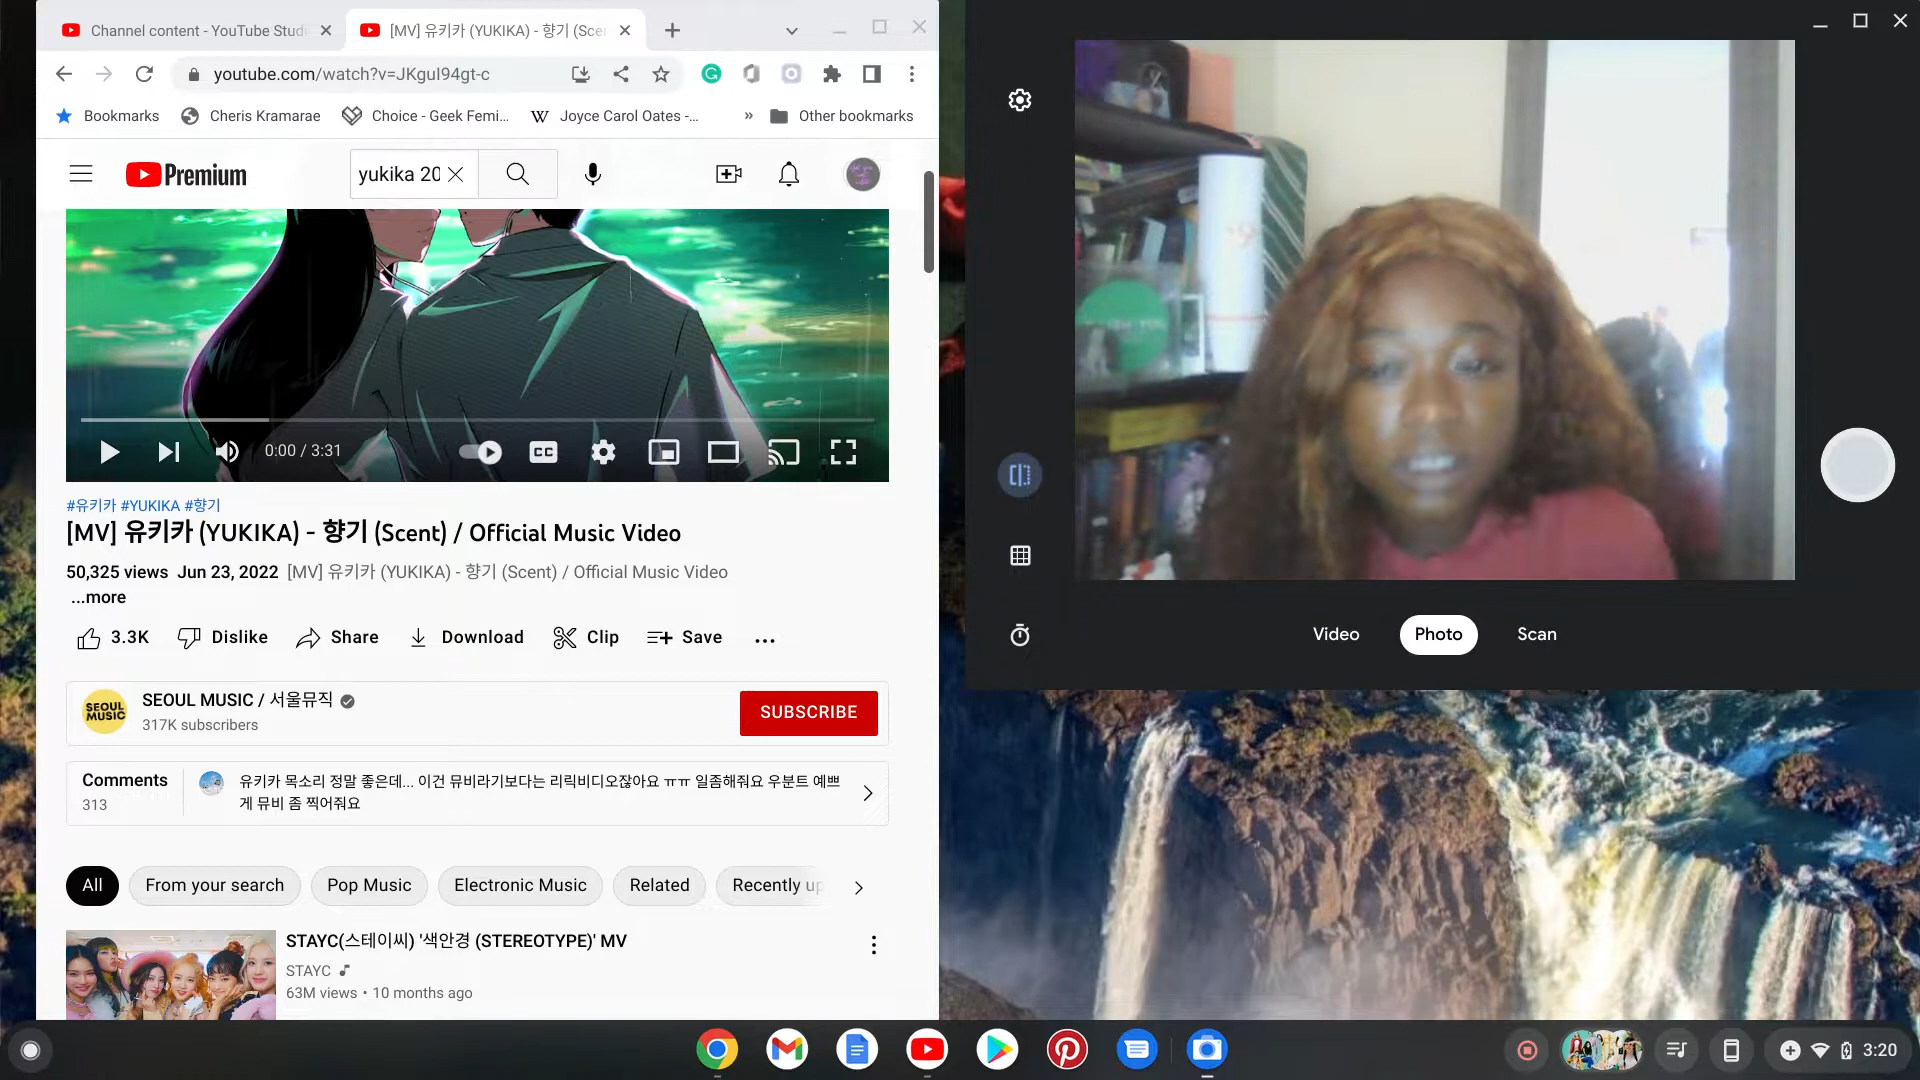 Channel content - YouTube Studi
[MV] 유키카 (YUKIKA) - 향기 (Scen
youtube.com/watch?v=JKguI94gt-c
Bookmarks
Cheris Kramarae
Choice - Geek Femi...
Joyce Carol Oates -...
»
Other bookmarks
Premium
yukika 20
0:00 / 3:31
CC
#유키카 #YUKIKA #향기
[MV] 유키카 (YUKIKA) - 향기 (Scent) / Official Music Video
50,325 views Jun 23, 2022 [MV] 유키카 (YUKIKA) - 향기 (Scent) / Official Music Video
...more
3.3K
Dislike
Share
Download
Clip
Save
SEOUL MUSIC
SEOUL MUSIC / 서울뮤직
317K subscribers
SUBSCRIBE
Comments
313
유키카 목소리 정말 좋은데... 이건 뮤비라기보다는 리릭비디오잖아요 ㅠㅠ 일좀해줘요 우분트 예쁘
게 뮤비 좀 찍어줘요
All
From your search
Pop Music
Electronic Music
Related
Recently up
STAYC(스테이씨) '색안경 (STEREOTYPE)' MV
STAYC
63M views • 10 months ago
Video
Photo
Scan
3:20